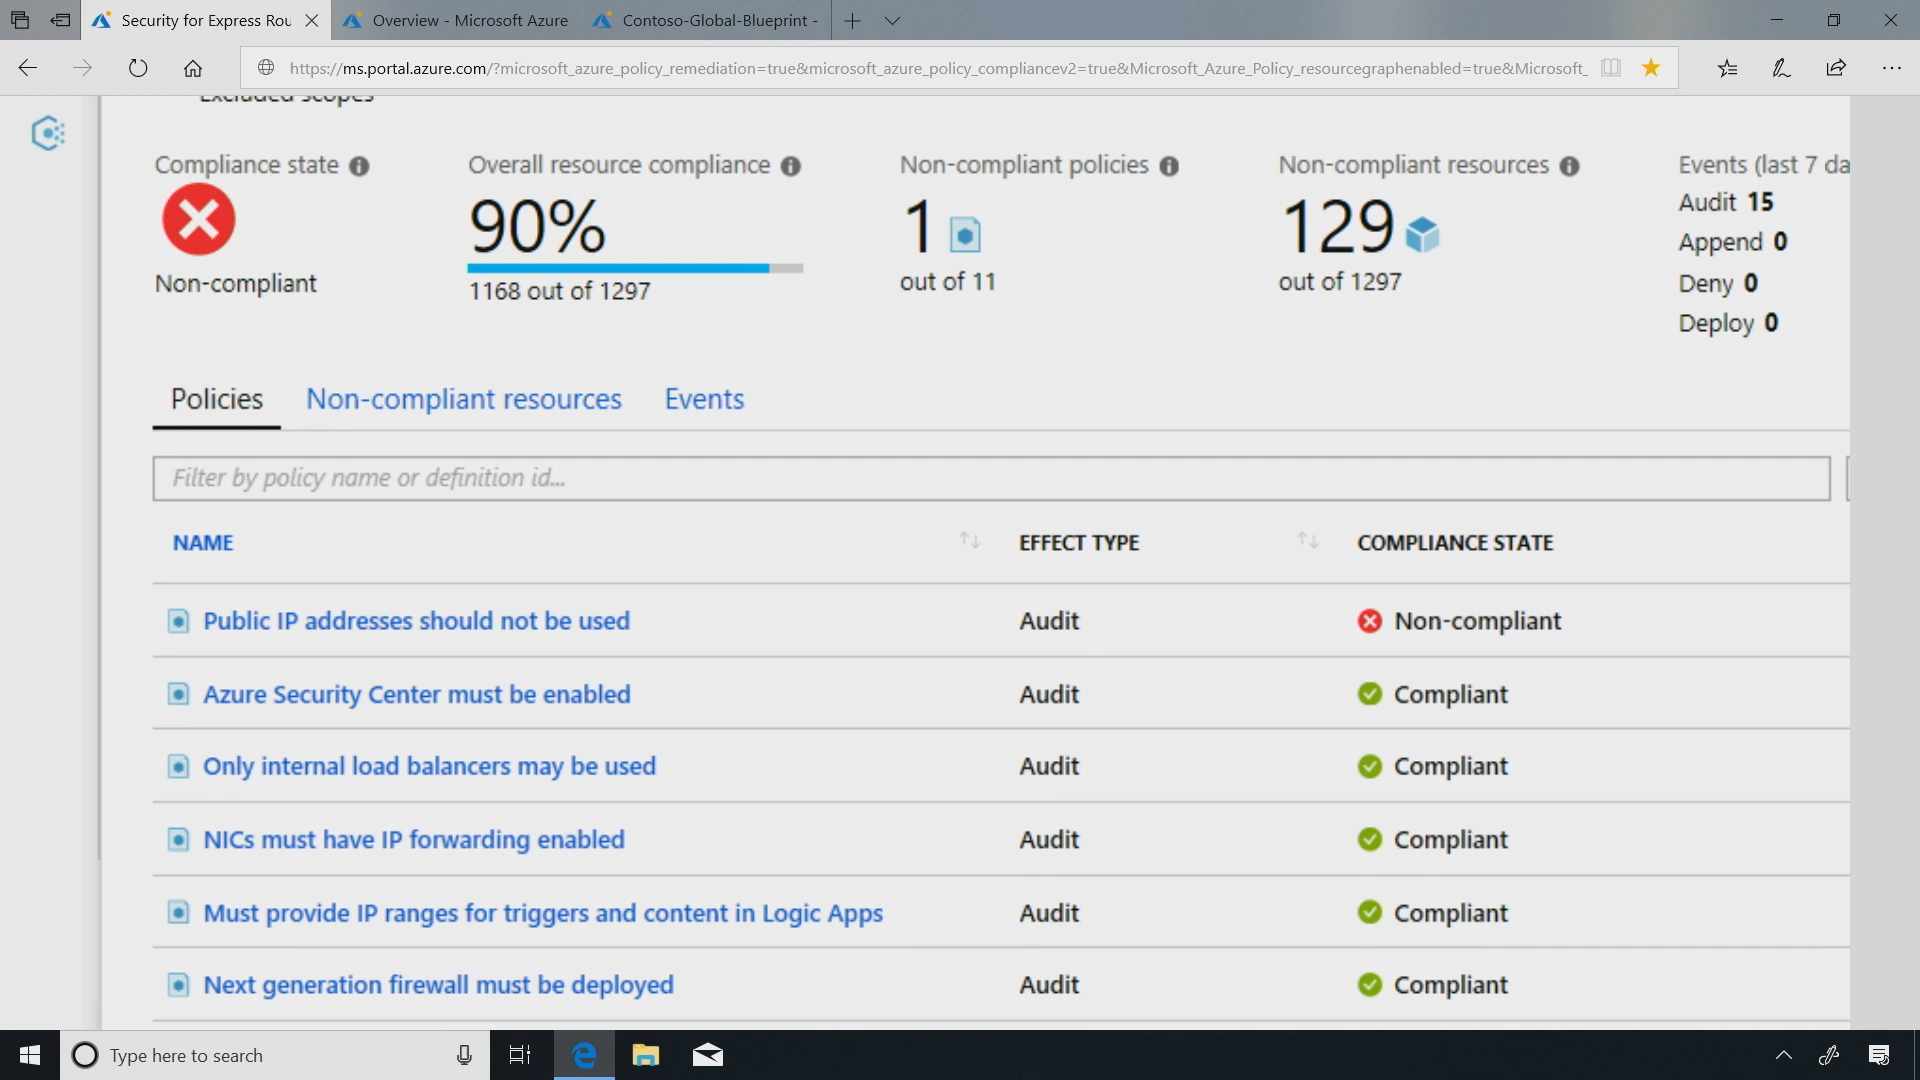 Security for Express Rou
Overview - Microsoft Azure
Contoso-Global-Blueprint -
https://ms.portal.azure.com/?microsoft_azure_policy_remediation=true&microsoft_azure_policy_compliancev2=true&Microsoft_Azure_Policy_resourcegraphenabled=true&Microsoft_
Excluded scopes
Compliance state
Non-compliant
Overall resource compliance
90%
1168 out of 1297
Non-compliant policies
1
out of 11
Non-compliant resources
129
out of 1297
Events (last 7 da
Audit 15
Append 0
Deny 0
Deploy 0
Policies Non-compliant resources Events
Filter by policy name or definition id...
NAME EFFECT TYPE COMPLIANCE STATE
Public IP addresses should not be used Audit Non-compliant
Azure Security Center must be enabled Audit Compliant
Only internal load balancers may be used Audit Compliant
NICs must have IP forwarding enabled Audit Compliant
Must provide IP ranges for triggers and content in Logic Apps Audit Compliant
Next generation firewall must be deployed Audit Compliant
Type here to search